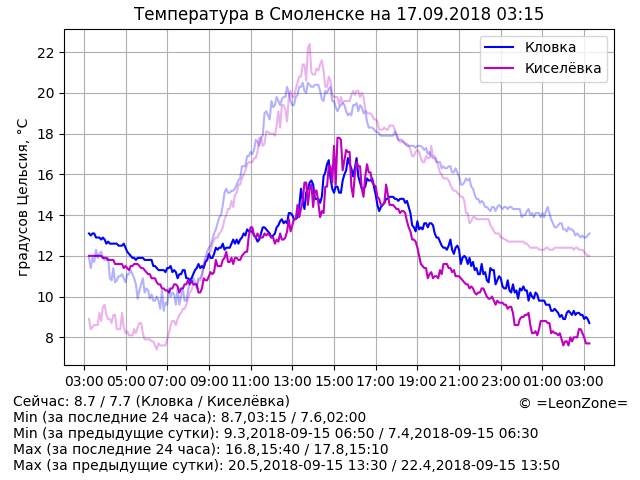 Температура в Смоленске на 17.09.2018 03:15
Кловка
Киселёвка
градусов Цельсия, °C
22
20
18
16
14
12
10
8
03:00 05:00 07:00 09:00 11:00 13:00 15:00 17:00 19:00 21:00 23:00 01:00 03:00
© =LeonZone=
Сейчас: 8.7 / 7.7 (Кловка / Киселёвка)
Min (за последние 24 часа): 8.7,03:15 / 7.6,02:00
Min (за предыдущие сутки): 9.3,2018-09-15 06:50 / 7.4,2018-09-15 06:30
Max (за последние 24 часа): 16.8,15:40 / 17.8,15:10
Max (за предыдущие сутки): 20.5,2018-09-15 13:30 / 22.4,2018-09-15 13:50